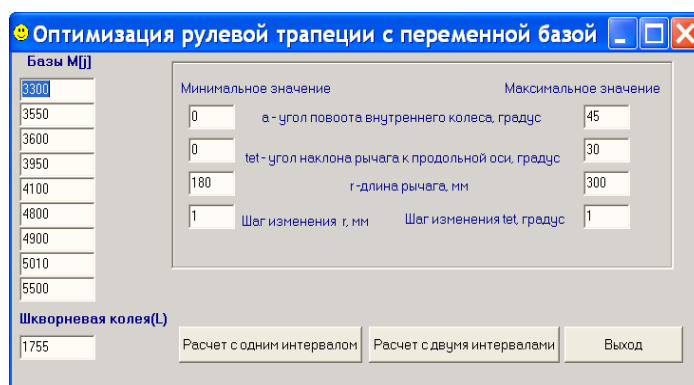 Оптимизация рулевой трапеции с переменной базой
Базы M[j]
3300
3550
3600
3950
4100
4800
4900
5010
5500
Шкворневая колея(L)
1755
Минимальное значение Максимальное значение
0 а - угол повоота внутреннего колеса, градус 45
0 tet - угол наклона рычага к продольной оси, градус 30
180 r -длина рычага, мм 300
1 Шаг изменения r, мм Шаг изменения tet, градус 1
Расчет с одним интервалом Расчет с двумя интервалами Выход